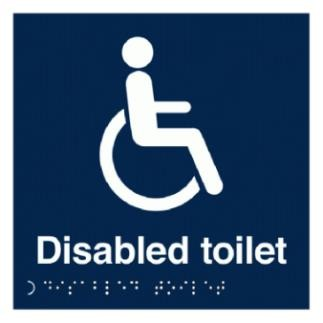 Disabled toilet
⠙⠊⠎⠁⠃⠇⠫ ⠞⠕⠊⠇⠑⠞